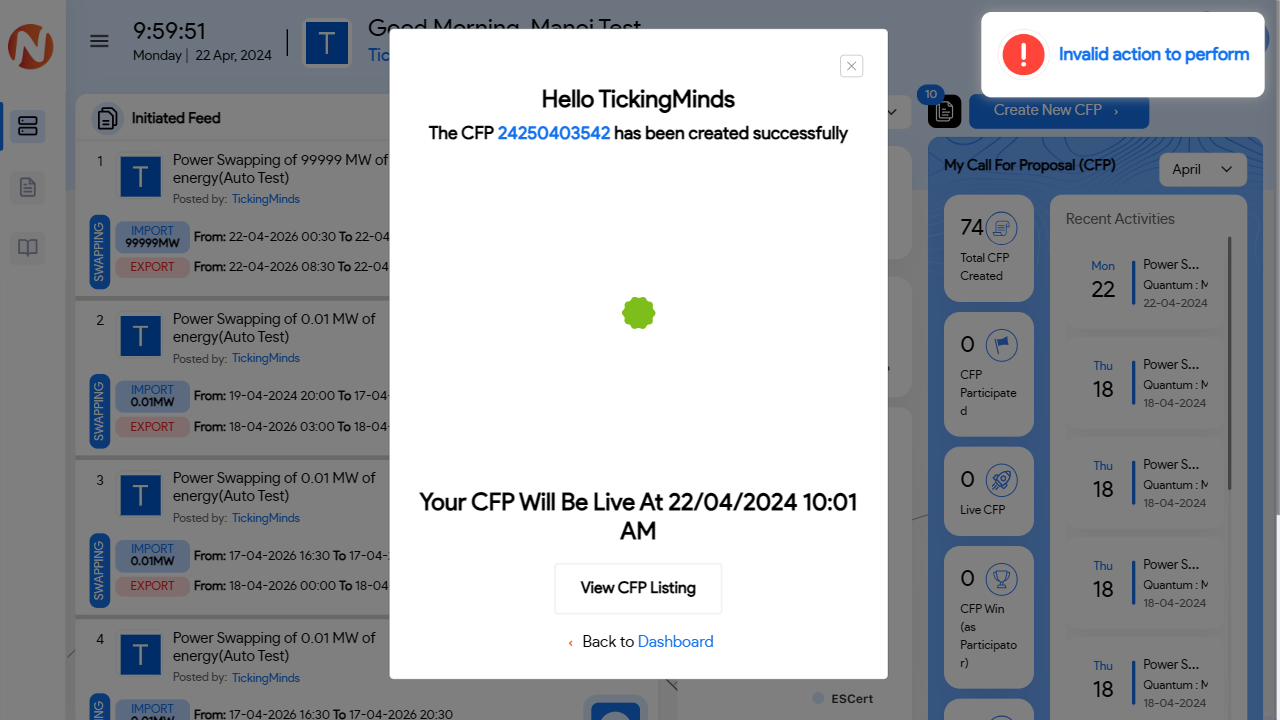 9:59:51
Monday | 22 Apr, 2024
T
Good Morning, Manoj Test
Tic
Invalid action to perform
Initiated Feed
1
T
Power Swapping of 99999 MW of
energy(Auto Test)
Posted by: TickingMinds
SWAPPING
IMPORT
99999MW
From: 22-04-2026 00:30 To 22-04
EXPORT
From: 22-04-2026 08:30 To 22-04
2
T
Power Swapping of 0.01 MW of
energy(Auto Test)
Posted by: TickingMinds
SWAPPING
IMPORT
0.01MW
From: 19-04-2024 20:00 To 17-04-
EXPORT
From: 18-04-2026 03:00 To 18-04-
3
T
Power Swapping of 0.01 MW of
energy(Auto Test)
Posted by: TickingMinds
SWAPPING
IMPORT
0.01MW
From: 17-04-2026 16:30 To 17-04-
EXPORT
From: 18-04-2026 00:00 To 18-04
4
T
Power Swapping of 0.01 MW of
energy(Auto Test)
Posted by: TickingMinds
IMPORT
0.01MW
From: 17-04-2026 16:30 To 17-04-2026 20:30
Hello TickingMinds
The CFP 24250403542 has been created successfully
Your CFP Will Be Live At 22/04/2024 10:01
AM
View CFP Listing
‹ Back to Dashboard
ESCert
10
Create New CFP ›
My Call For Proposal (CFP)
April
74
Total CFP
Created
0
CFP
Participate
d
0
Live CFP
0
CFP Win
(as
Participato
r)
My CFP
Recent Activities
Mon
22
Power S...
Quantum : M
22-04-2024
Thu
18
Power S...
Quantum : M
18-04-2024
Thu
18
Power S...
Quantum : M
18-04-2024
Thu
18
Power S...
Quantum : M
18-04-2024
Thu
18
Power S...
Quantum : M
18-04-2024